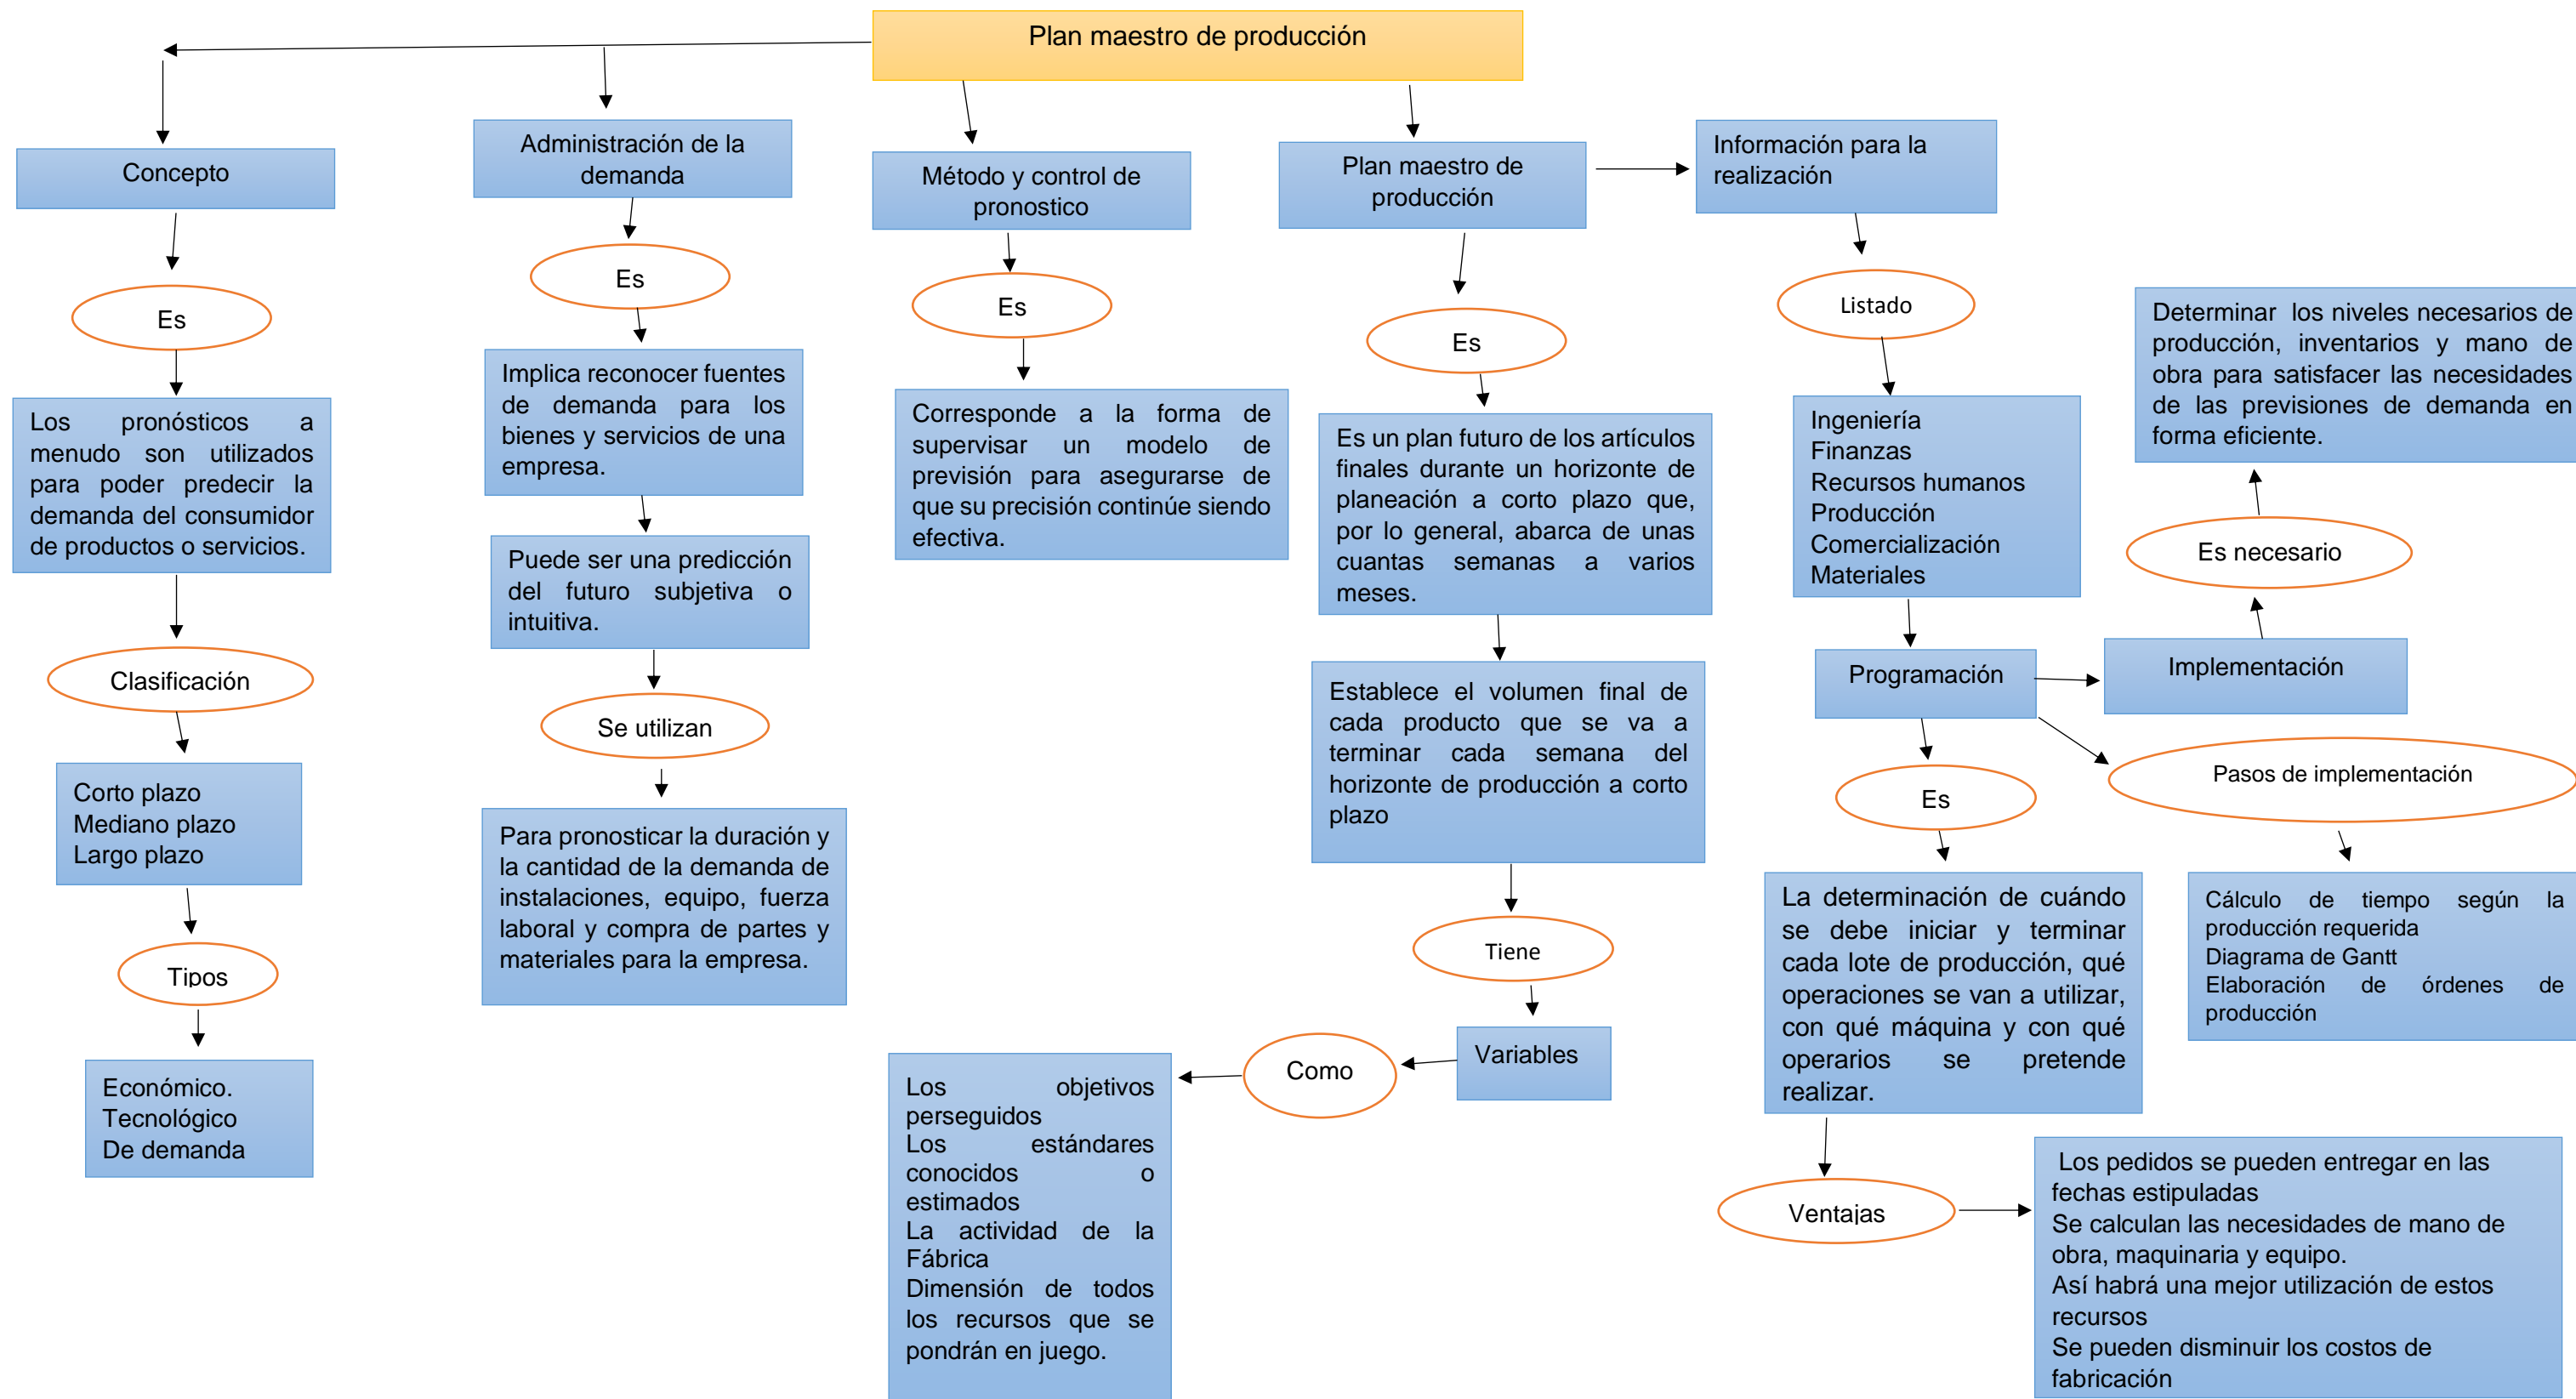 Plan maestro de producción
Concepto
Es
Los pronósticos a
menudo son utilizados
para poder predecir la
demanda del consumidor
de productos o servicios.
Clasificación
Corto plazo
Mediano plazo
Largo plazo
Tipos
Económico.
Tecnológico
De demanda
Administración de la
demanda
Es
Implica reconocer fuentes
de demanda para los
bienes y servicios de una
empresa.
Puede ser una predicción
del futuro subjetiva o
intuitiva.
Se utilizan
Para pronosticar la duración y
la cantidad de la demanda de
instalaciones, equipo, fuerza
laboral y compra de partes y
materiales para la empresa.
Método y control de
pronostico
Es
Corresponde a la forma de
supervisar un modelo de
previsión para asegurarse de
que su precisión continúe siendo
efectiva.
Plan maestro de
producción
Es
Es un plan futuro de los artículos
finales durante un horizonte de
planeación a corto plazo que,
por lo general, abarca de unas
cuantas semanas a varios
meses.
Establece el volumen final de
cada producto que se va a
terminar cada semana del
horizonte de producción a corto
plazo
Tiene
Variables
Como
Los objetivos
perseguidos
Los estándares
conocidos o
estimados
La actividad de la
Fábrica
Dimensión de todos
los recursos que se
pondrán en juego.
Información para la
realización
Listado
Ingeniería
Finanzas
Recursos humanos
Producción
Comercialización
Materiales
Programación
Es
La determinación de cuándo
se debe iniciar y terminar
cada lote de producción, qué
operaciones se van a utilizar,
con qué máquina y con qué
operarios se pretende
realizar.
Ventajas
Los pedidos se pueden entregar en las
fechas estipuladas
Se calculan las necesidades de mano de
obra, maquinaria y equipo.
Así habrá una mejor utilización de estos
recursos
Se pueden disminuir los costos de
fabricación
Implementación
Es necesario
Determinar los niveles necesarios de
producción, inventarios y mano de
obra para satisfacer las necesidades
de las previsiones de demanda en
forma eficiente.
Pasos de implementación
Cálculo de tiempo según la
producción requerida
Diagrama de Gantt
Elaboración de órdenes de
producción